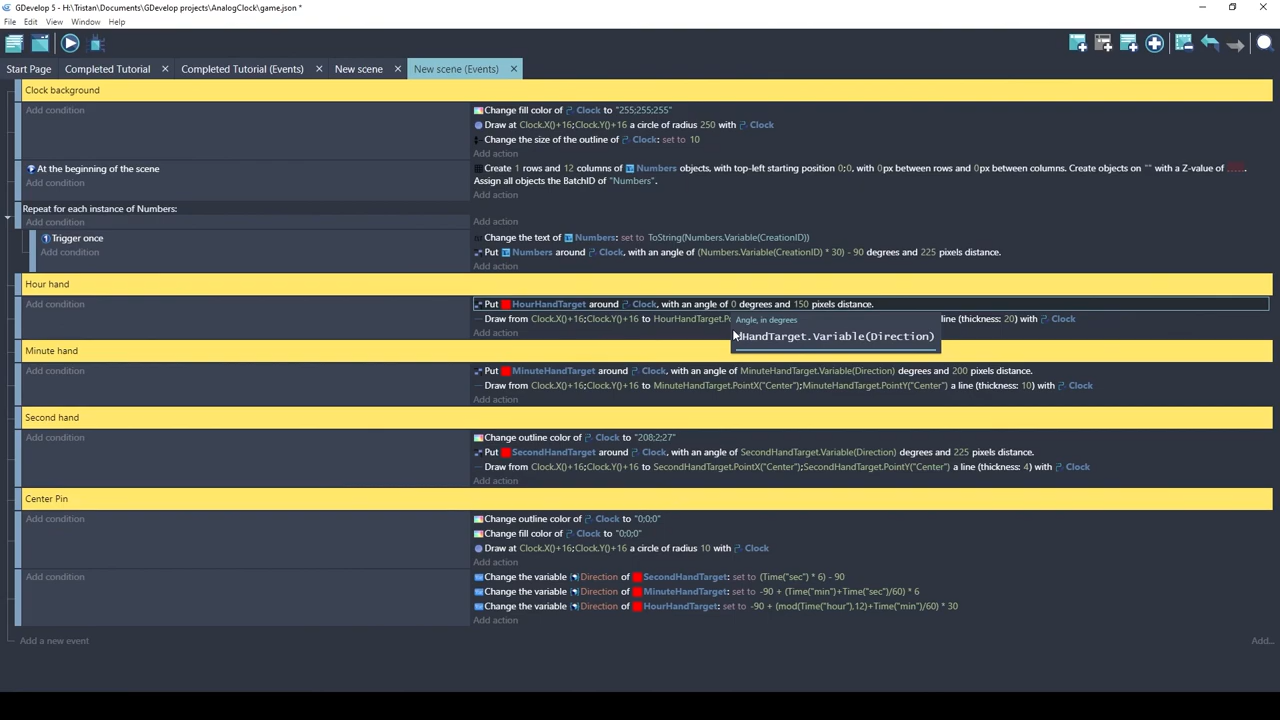 GDevelop 5 - H:\Tristan\Documents\GDevelop projects\AnalogClock\game.json *
File Edit View Window Help
Start Page Completed Tutorial Completed Tutorial (Events) New scene New scene (Events)
Clock background
Add condition
Change fill color of Clock to "255;255;255"
Draw at Clock.X()+16;Clock.Y()+16 a circle of radius 250 with Clock
Change the size of the outline of Clock: set to 10
Add action
At the beginning of the scene
Add condition
Create 1 rows and 12 columns of Numbers objects, with top-left starting position 0;0, with 0px between rows and 0px between columns. Create objects on "" with a Z-value of
Assign all objects the BatchID of "Numbers".
Add action
Repeat for each instance of Numbers:
Add condition
Add action
Trigger once
Add condition
Change the text of Numbers: set to ToString(Numbers.Variable(CreationID))
Put Numbers around Clock, with an angle of (Numbers.Variable(CreationID) * 30) - 90 degrees and 225 pixels distance.
Add action
Hour hand
Add condition
Put HourHandTarget around Clock, with an angle of 0 degrees and 150 pixels distance.
Draw from Clock.X()+16;Clock.Y()+16 to HourHandTarget.Po line (thickness: 20) with Clock
Add action
Angle, in degrees
HandTarget.Variable(Direction)
Minute hand
Add condition
Put MinuteHandTarget around Clock, with an angle of MinuteHandTarget.Variable(Direction) degrees and 200 pixels distance.
Draw from Clock.X()+16;Clock.Y()+16 to MinuteHandTarget.PointX("Center");MinuteHandTarget.PointY("Center") a line (thickness: 10) with Clock
Add action
Second hand
Add condition
Change outline color of Clock to "208;2;27"
Put SecondHandTarget around Clock, with an angle of SecondHandTarget.Variable(Direction) degrees and 225 pixels distance.
Draw from Clock.X()+16;Clock.Y()+16 to SecondHandTarget.PointX("Center");SecondHandTarget.PointY("Center") a line (thickness: 4) with Clock
Add action
Center Pin
Add condition
Change outline color of Clock to "0;0;0"
Change fill color of Clock to "0;0;0"
Draw at Clock.X()+16;Clock.Y()+16 a circle of radius 10 with Clock
Add action
Add condition
Change the variable Direction of SecondHandTarget: set to (Time("sec") * 6) - 90
Change the variable Direction of MinuteHandTarget: set to -90 + (Time("min")+Time("sec")/60) * 6
Change the variable Direction of HourHandTarget: set to -90 + (mod(Time("hour"),12)+Time("min")/60) * 30
Add action
Add a new event Add...